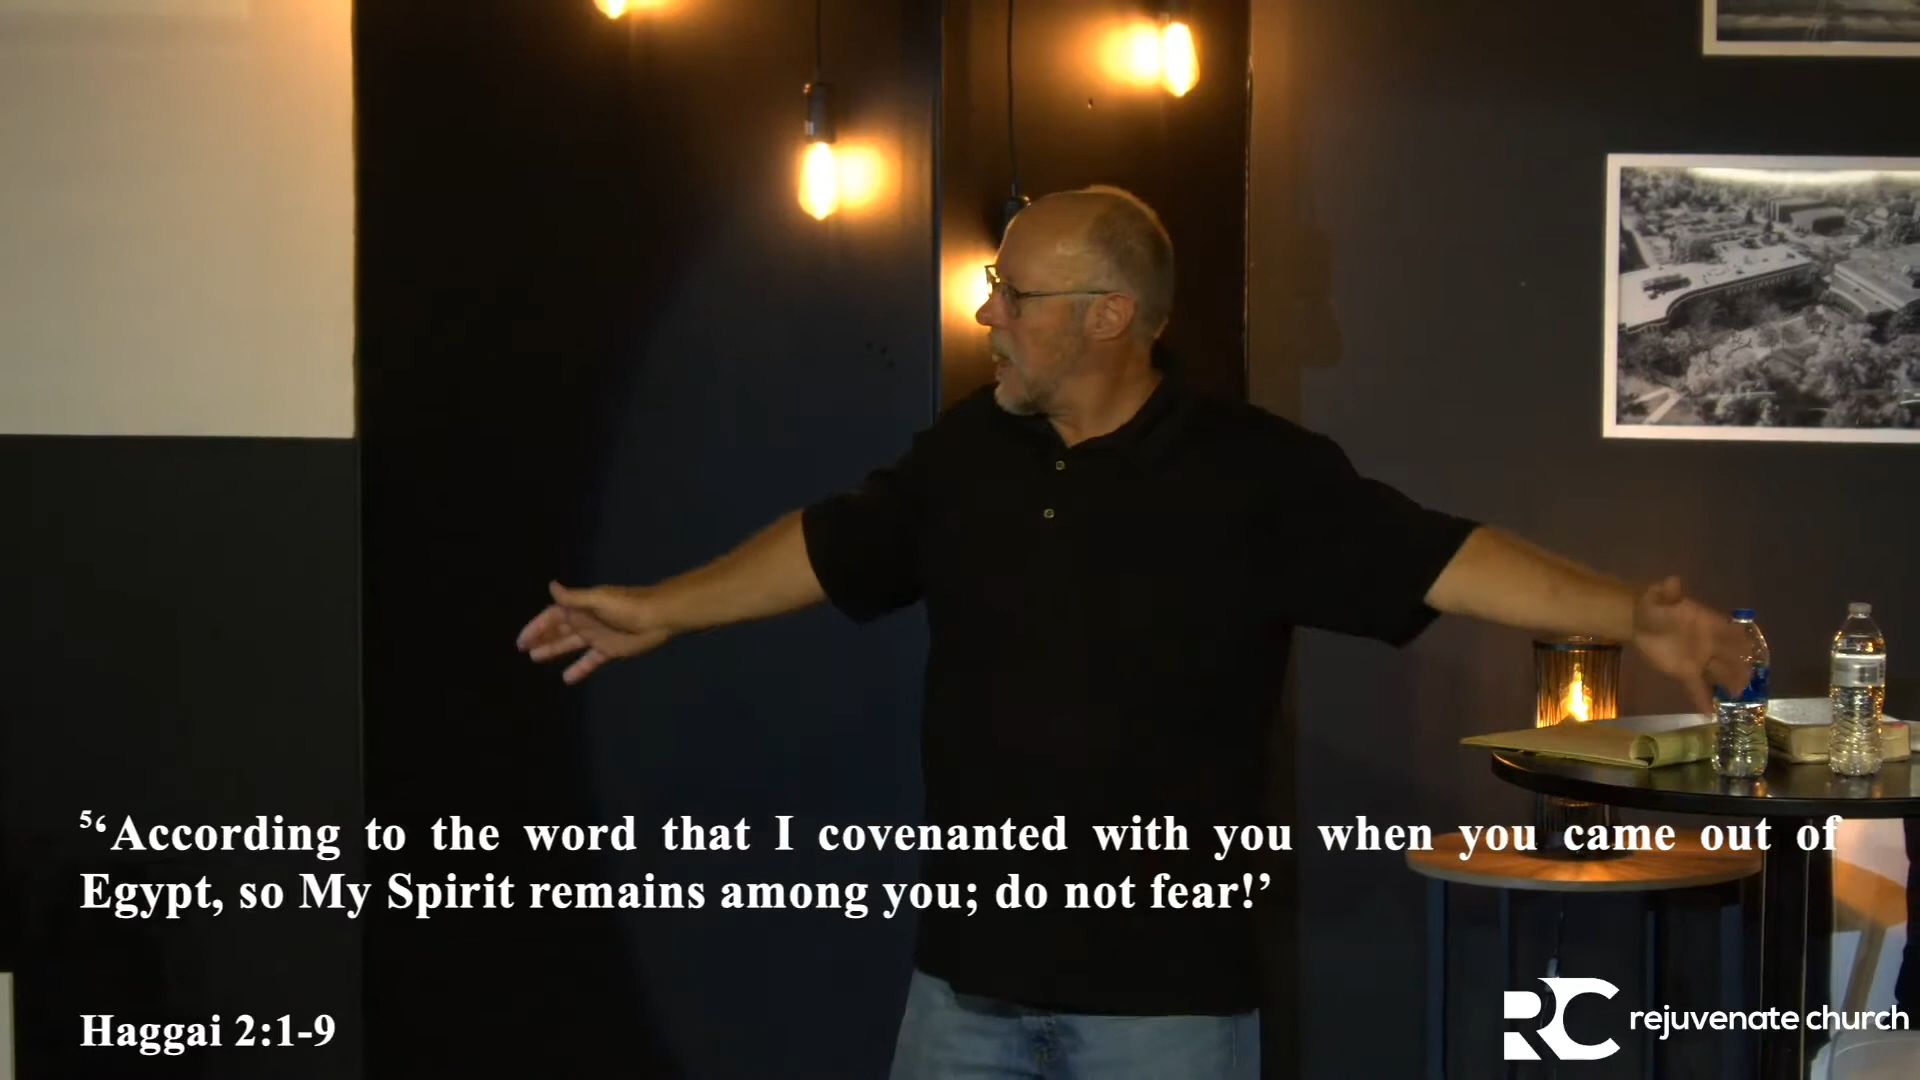 ⁵‘According to the word that I covenanted with you when you came out of
Egypt, so My Spirit remains among you; do not fear!’
Haggai 2:1-9
RC rejuvenate church